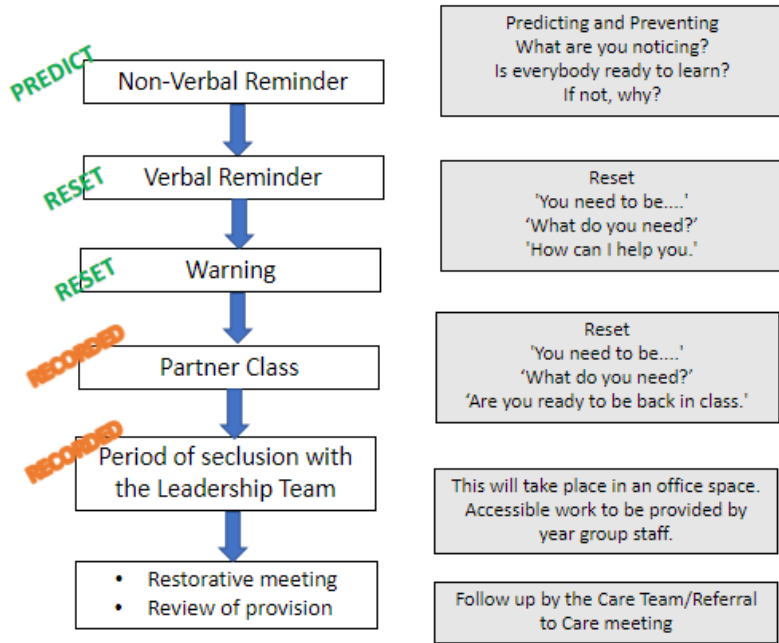 PREDICT
Non-Verbal Reminder
Predicting and Preventing
What are you noticing?
Is everybody ready to learn?
If not, why?
RESET
Verbal Reminder
Reset
'You need to be....'
‘What do you need?’
'How can I help you.'
RESET
Warning
RECORDED
Partner Class
Reset
'You need to be....'
‘What do you need?’
‘Are you ready to be back in class.'
RECORDED
Period of seclusion with
the Leadership Team
This will take place in an office space.
Accessible work to be provided by
year group staff.
• Restorative meeting
• Review of provision
Follow up by the Care Team/Referral
to Care meeting